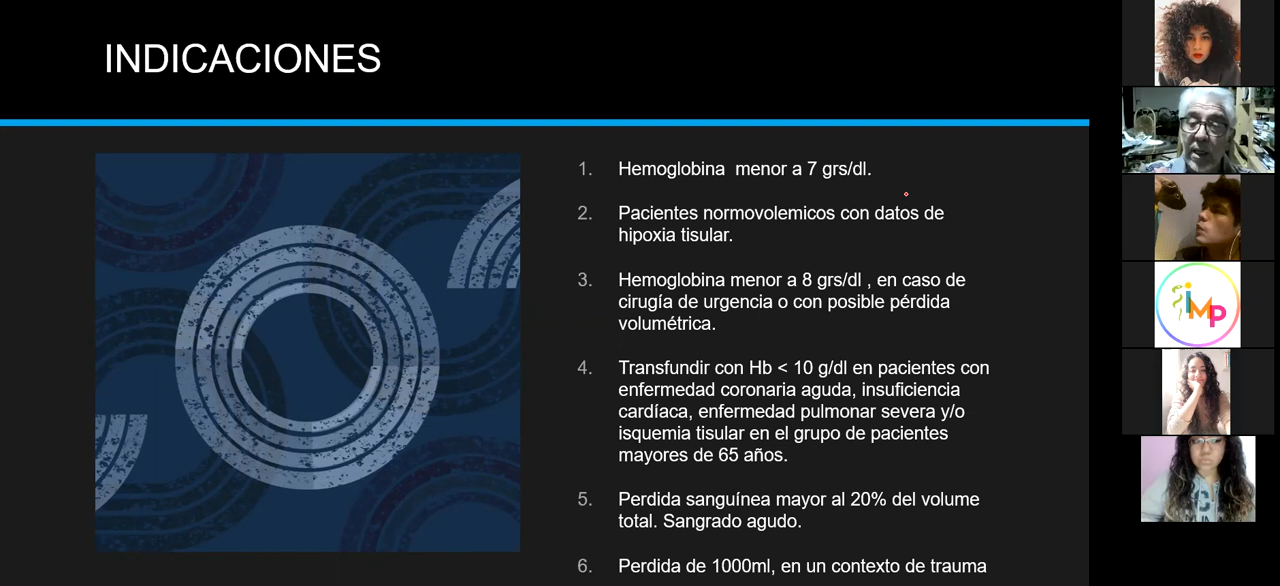 INDICACIONES
1. Hemoglobina  menor a 7 grs/dl.
2. Pacientes normovolemicos con datos de
hipoxia tisular.
3. Hemoglobina menor a 8 grs/dl , en caso de
cirugía de urgencia o con posible pérdida
volumétrica.
4. Transfundir con Hb < 10 g/dl en pacientes con
enfermedad coronaria aguda, insuficiencia
cardíaca, enfermedad pulmonar severa y/o
isquemia tisular en el grupo de pacientes
mayores de 65 años.
5. Perdida sanguínea mayor al 20% del volume
total. Sangrado agudo.
6. Perdida de 1000ml, en un contexto de trauma
iMP